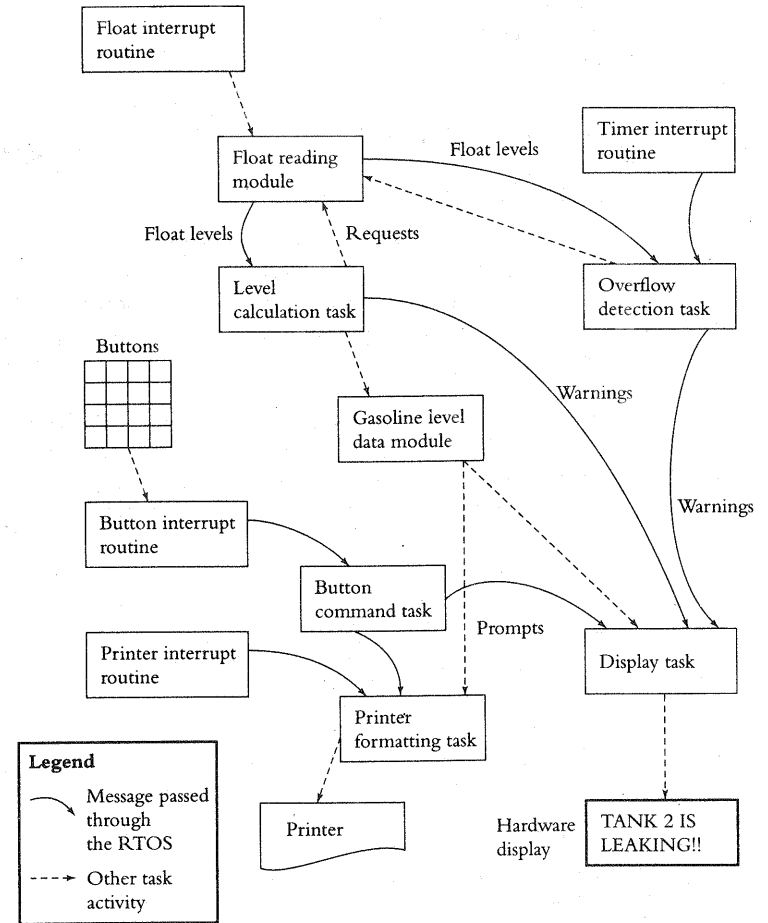 Float interrupt
routine
Timer interrupt
routine
Float reading
module
Float levels
Float levels
Requests
Level
calculation task
Overflow
detection task
Buttons
Warnings
Gasoline level
data module
Warnings
Button interrupt
routine
Button
command task
Prompts
Printer interrupt
routine
Display task
Printer
formatting task
Legend
Message passed
through
the RTOS
Other task
activity
Printer
Hardware
display
TANK 2 IS
LEAKING!!